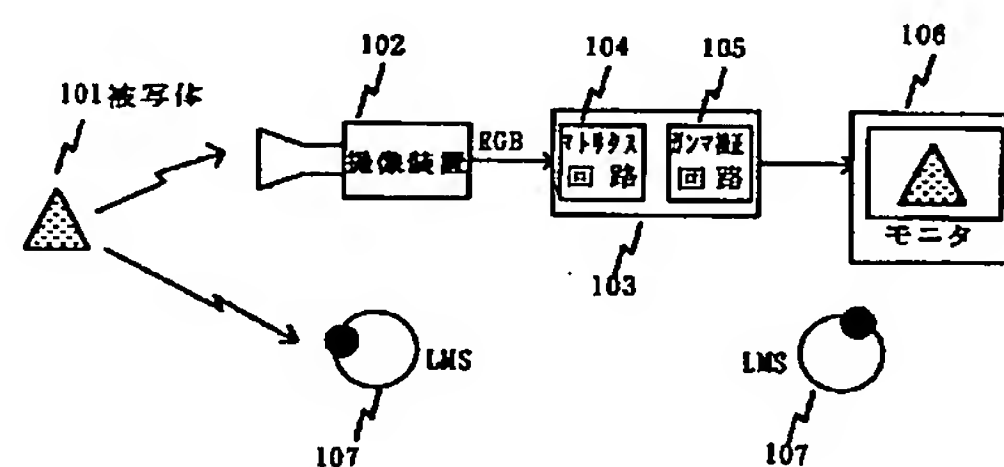 102
104
105
106
101被写体
撮像装置
RGB
マトリクス
回路
ガンマ補正
回路
モニタ
103
LMS
107
LMS
107